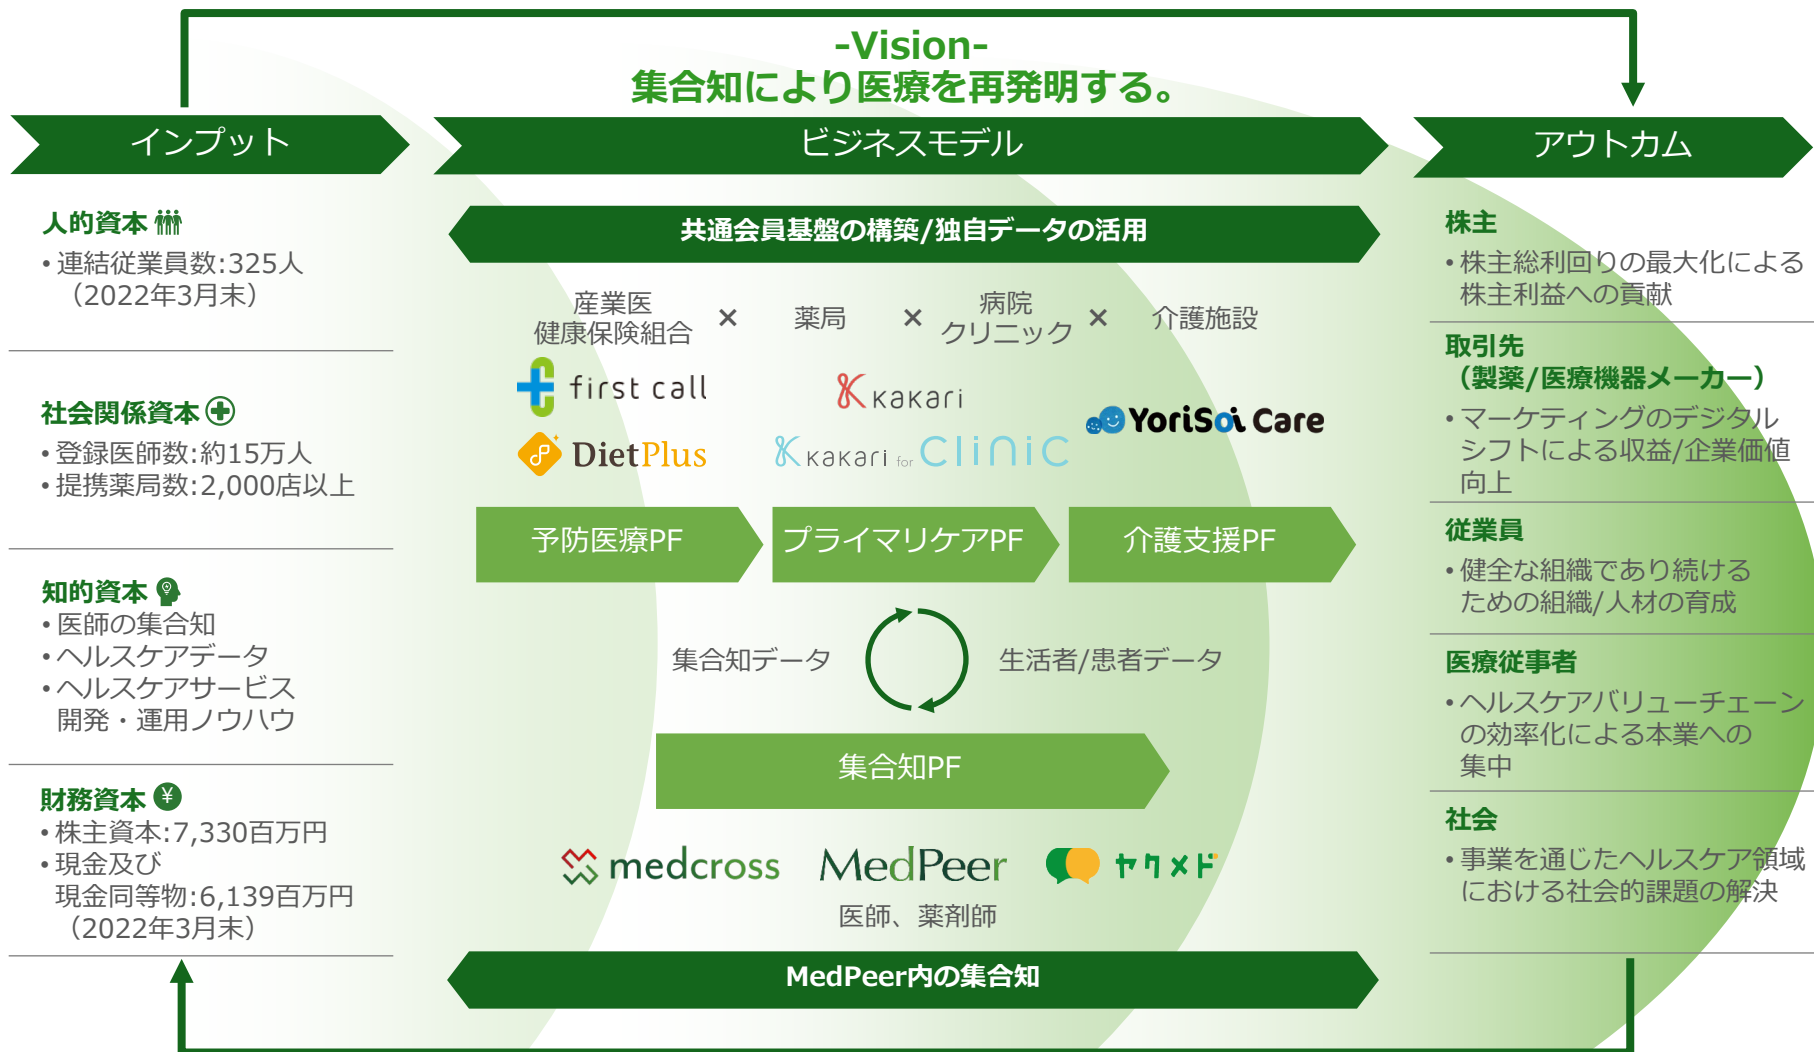 -Vision-
集合知により医療を再発明する。
インプット
人的資本
•連結従業員数:325人
（2022年3月末）
社会関係資本
•登録医師数:約15万人
•提携薬局数:2,000店以上
知的資本
•医師の集合知
•ヘルスケアデータ
•ヘルスケアサービス
開発・運用ノウハウ
財務資本
¥
•株主資本:7,330百万円
•現金及び
現金同等物:6,139百万円
（2022年3月末）
ビジネスモデル
共通会員基盤の構築/独自データの活用
産業医
健康保険組合
×
薬局
×
病院
クリニック
×
介護施設
first call
kakari
YoriSoi Care
DietPlus
kakari for CliniC
予防医療PF
プライマリケアPF
介護支援PF
集合知データ
生活者/患者データ
集合知PF
medcross
MedPeer
ヤクメド
医師、薬剤師
MedPeer内の集合知
アウトカム
株主
•株主総利回りの最大化による
株主利益への貢献
取引先
（製薬/医療機器メーカー）
•マーケティングのデジタル
シフトによる収益/企業価値
向上
従業員
•健全な組織であり続ける
ための組織/人材の育成
医療従事者
•ヘルスケアバリューチェーン
の効率化による本業への
集中
社会
•事業を通じたヘルスケア領域
における社会的課題の解決